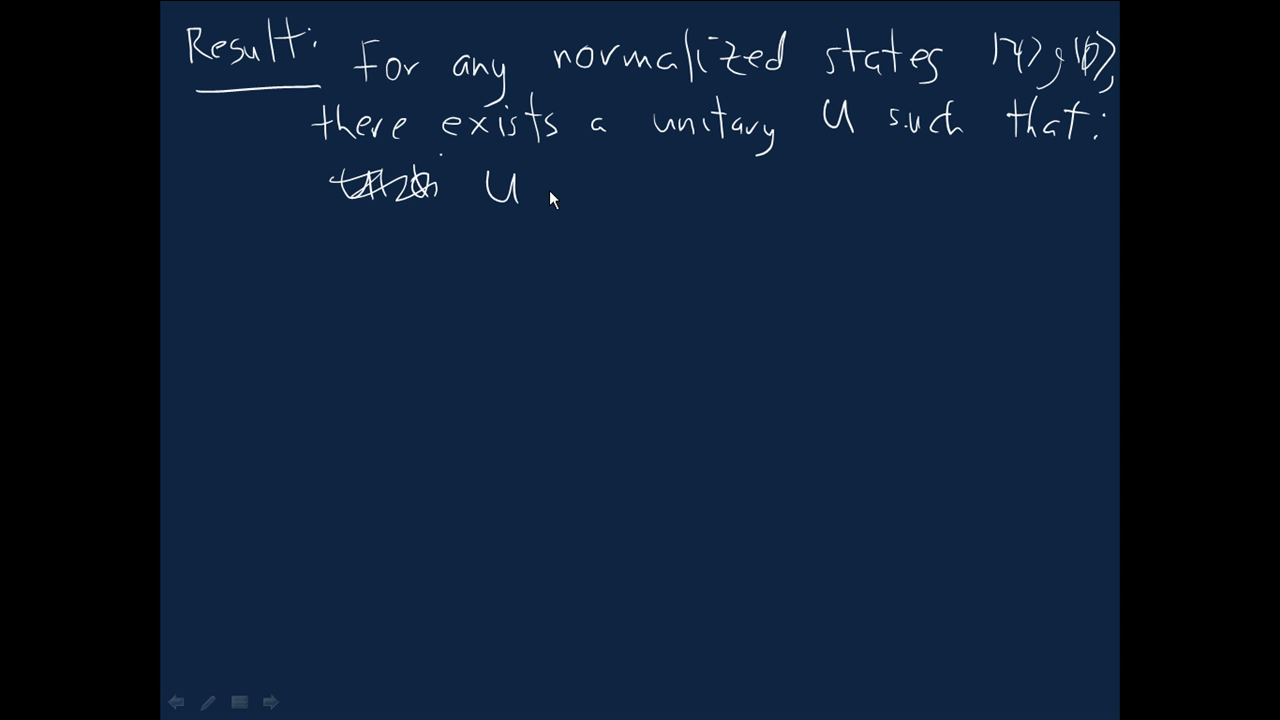 Result: For any normalized states |ψ⟩, |φ⟩,
there exists a unitary U such that:
U